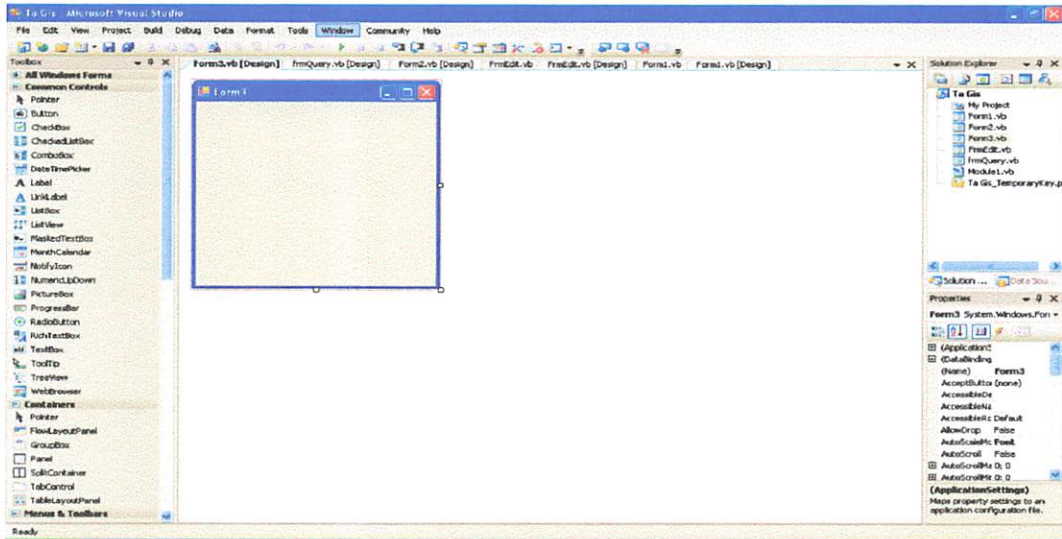 Ta Gis - Microsoft Visual Studio
File Edit View Project Build Debug Data Format Tools Window Community Help
Toolbox
All Windows Forms
Common Controls
Pointer
Button
CheckBox
CheckedListBox
ComboBox
DateTimePicker
Label
LinkLabel
ListBox
ListView
MaskedTextBox
MonthCalendar
NotifyIcon
NumericUpDown
PictureBox
ProgressBar
RadioButton
RichTextBox
TextBox
ToolTip
TreeView
WebBrowser
Containers
Pointer
FlowLayoutPanel
GroupBox
Panel
SplitContainer
TabControl
TableLayoutPanel
Menus & Toolbars
Form3.vb [Design] frmQuery.vb [Design] Form2.vb [Design] FrmEdit.vb FrmEdit.vb [Design] Form1.vb Form1.vb [Design]
Form3
Solution Explorer
Ta Gis
My Project
Form1.vb
Form2.vb
Form3.vb
FrmEdit.vb
frmQuery.vb
Module1.vb
Ta Gis_TemporaryKey.p
Solution ... Data Sou...
Properties
Form3 System.Windows.Fon
(ApplicationS
(DataBinding
(Name) Form3
AcceptButton (none)
AccessibleDe
AccessibleNa
AccessibleRc Default
AllowDrop False
AutoScaleMc Font
AutoScroll False
AutoScrollMa 0; 0
AutoScrollMi 0; 0
(ApplicationSettings)
Maps property settings to an
application configuration file.
Ready